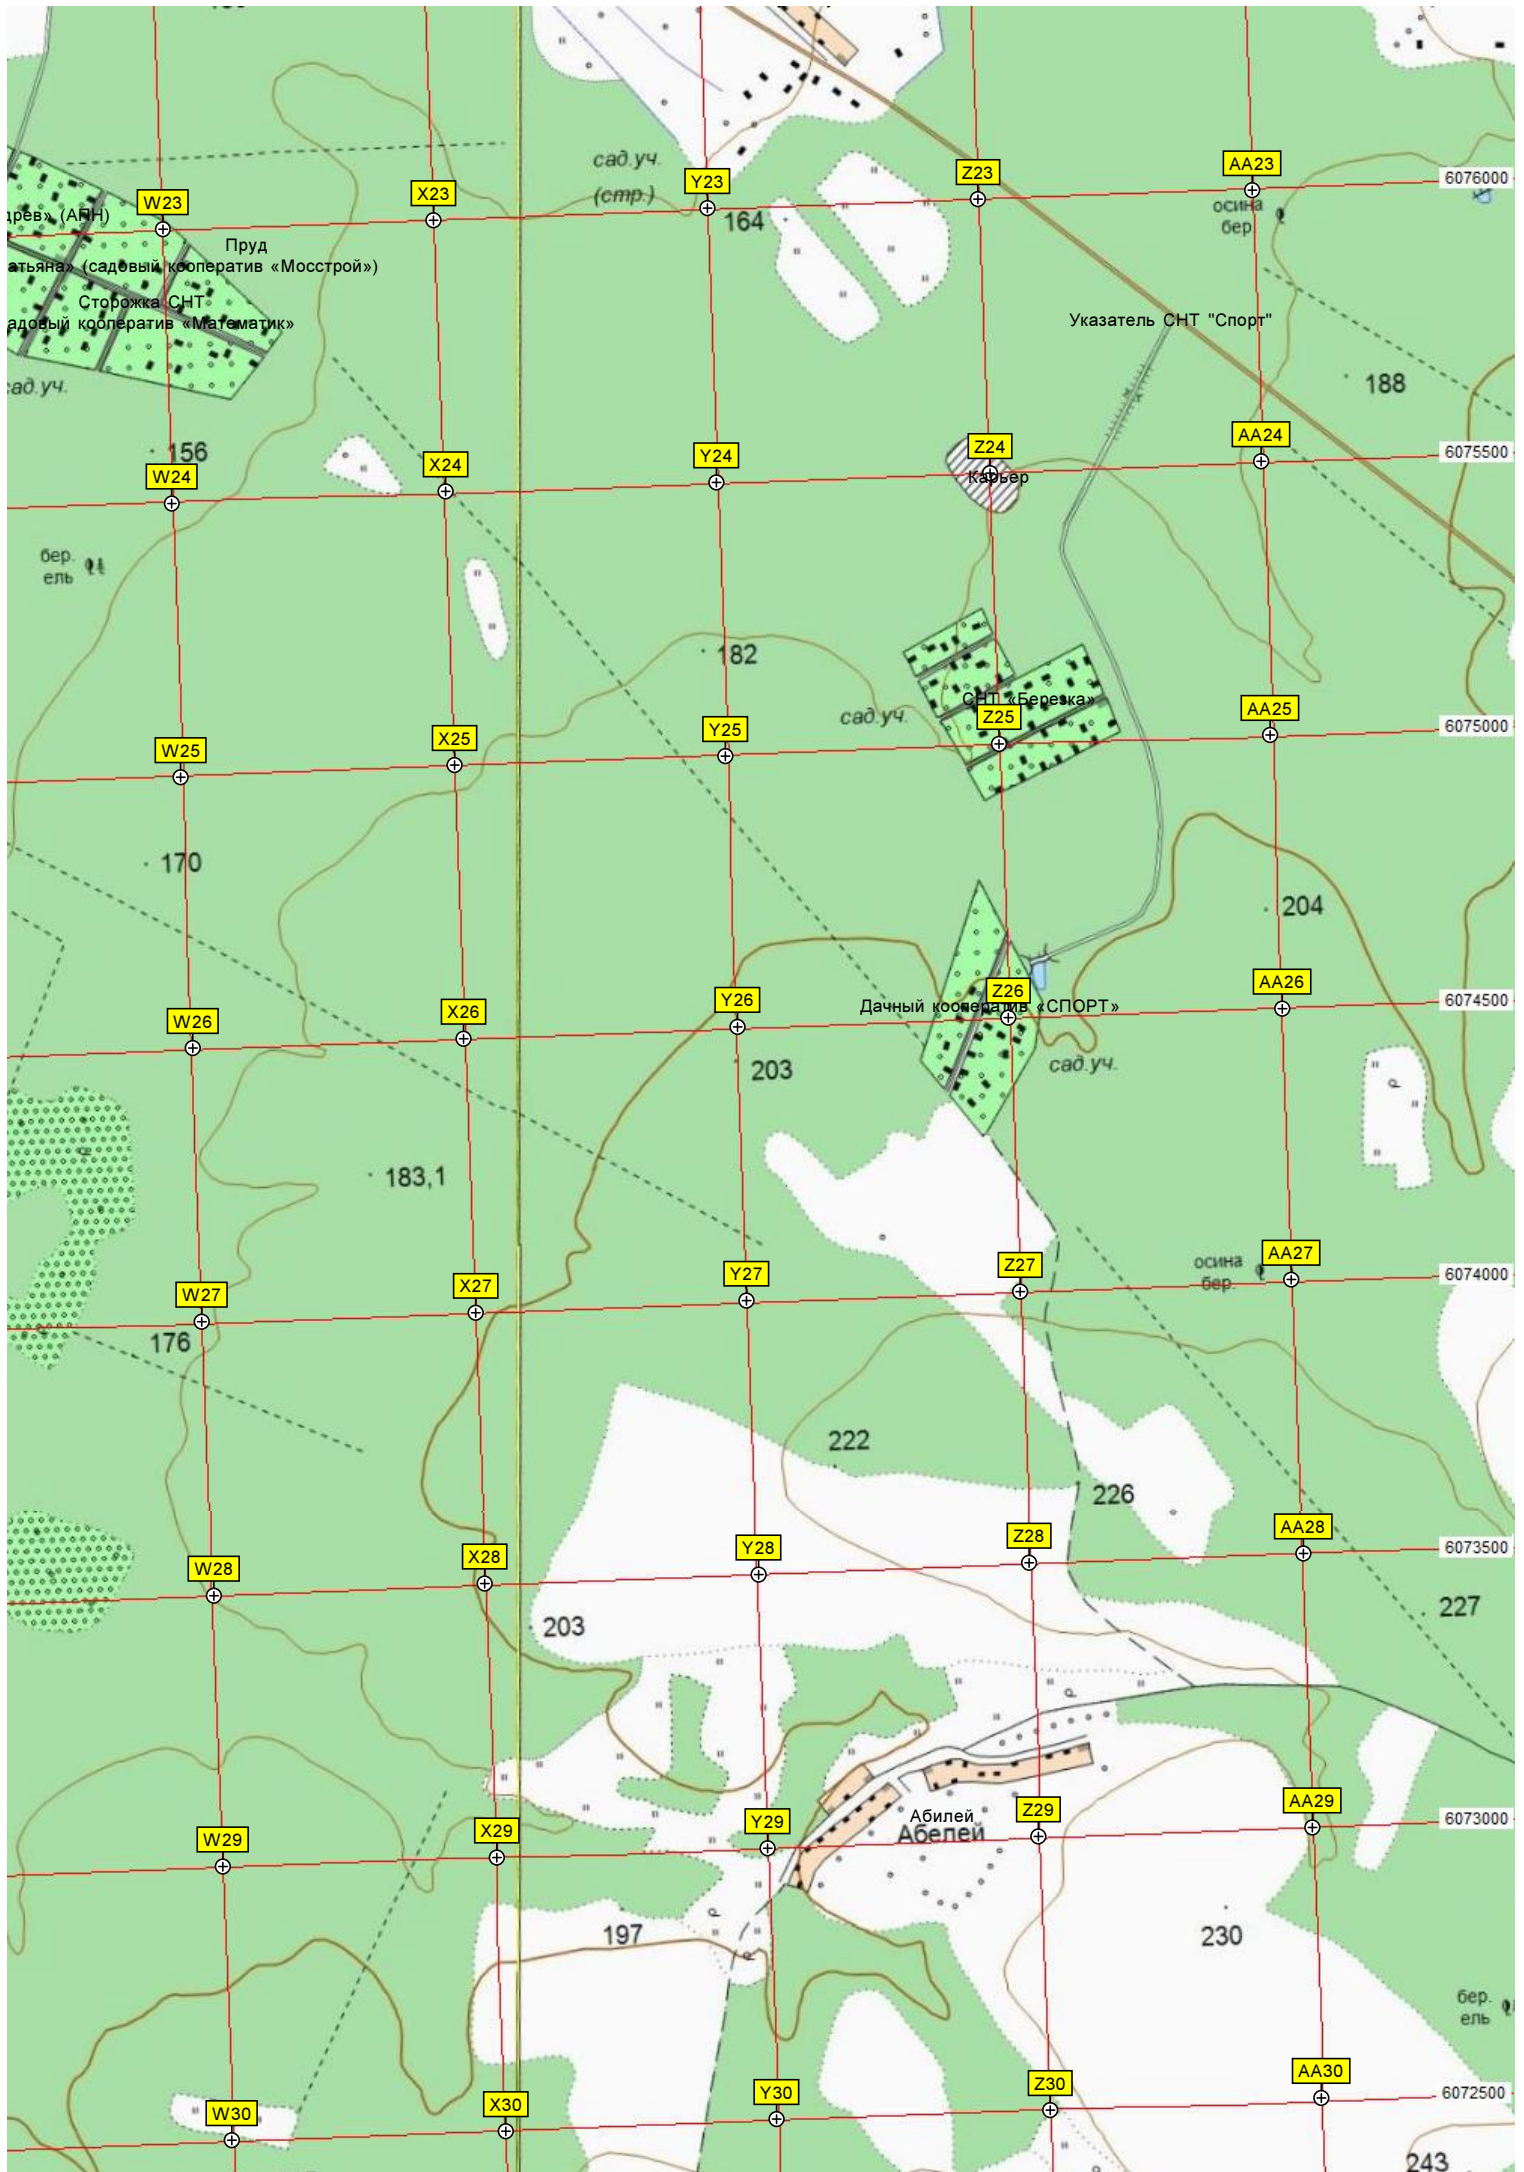 сад.уч.
(стр.)
W23
X23
Y23
Z23
AA23
6076000
(АПН)
164
осина
бер.
Пруд
(садовый кооператив «Мосстрой»)
Сторожка СНТ
кооператив «Математик»
Указатель СНТ "Спорт"
188
сад.уч.
156
W24
X24
Y24
Z24
AA24
6075500
Карьер
бер.
ель
182
СНТ «Березка»
сад.уч.
W25
X25
Y25
Z25
AA25
6075000
170
204
W26
X26
Y26
Z26
AA26
6074500
Дачный кооператив «СПОРТ»
203
сад.уч.
183,1
осина
бер.
W27
X27
Y27
Z27
AA27
6074000
176
222
226
W28
X28
Y28
Z28
AA28
6073500
203
227
W29
X29
Y29
Z29
AA29
6073000
Абилей
Абелей
197
230
бер.
ель
W30
X30
Y30
Z30
AA30
6072500
243